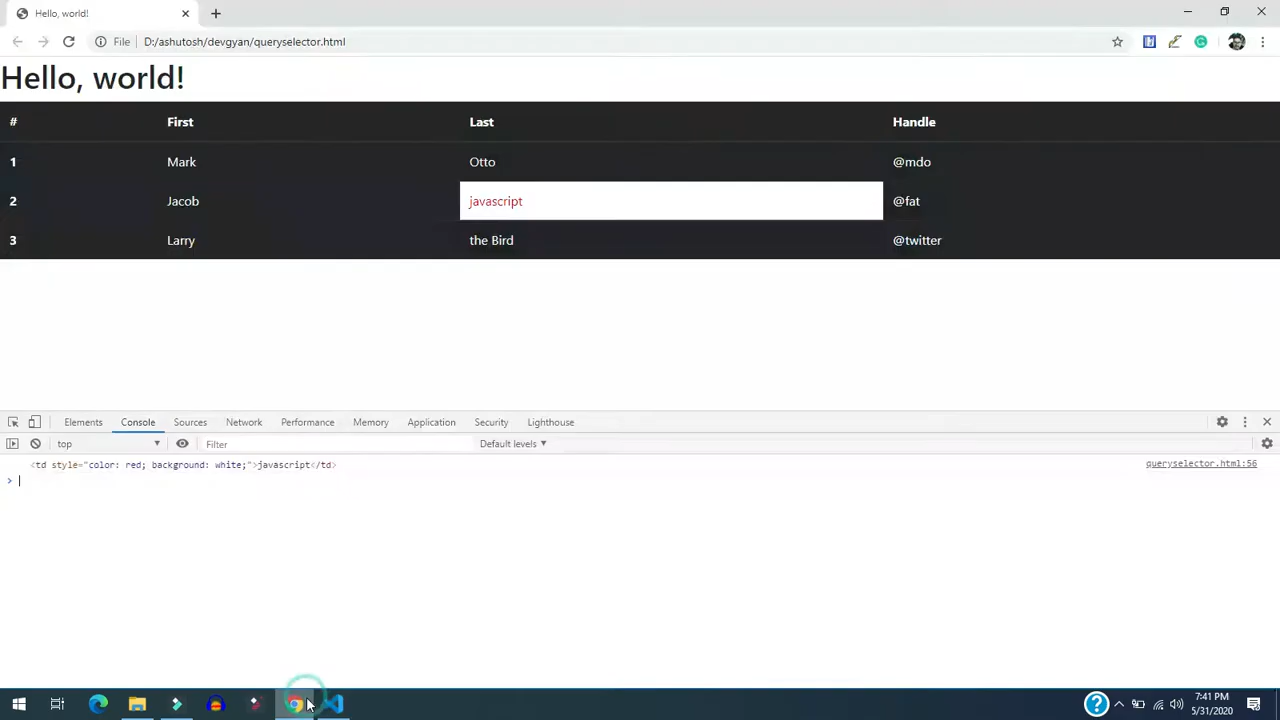 Hello, world!
File D:/ashutosh/devgyan/queryselector.html
Hello, world!
# First Last Handle
1 Mark Otto @mdo
2 Jacob javascript @fat
3 Larry the Bird @twitter
Elements Console Sources Network Performance Memory Application Security Lighthouse
top Filter Default levels
<td style="color: red; background: white;">javascript</td> queryselector.html:56
>
7:41 PM
5/31/2020